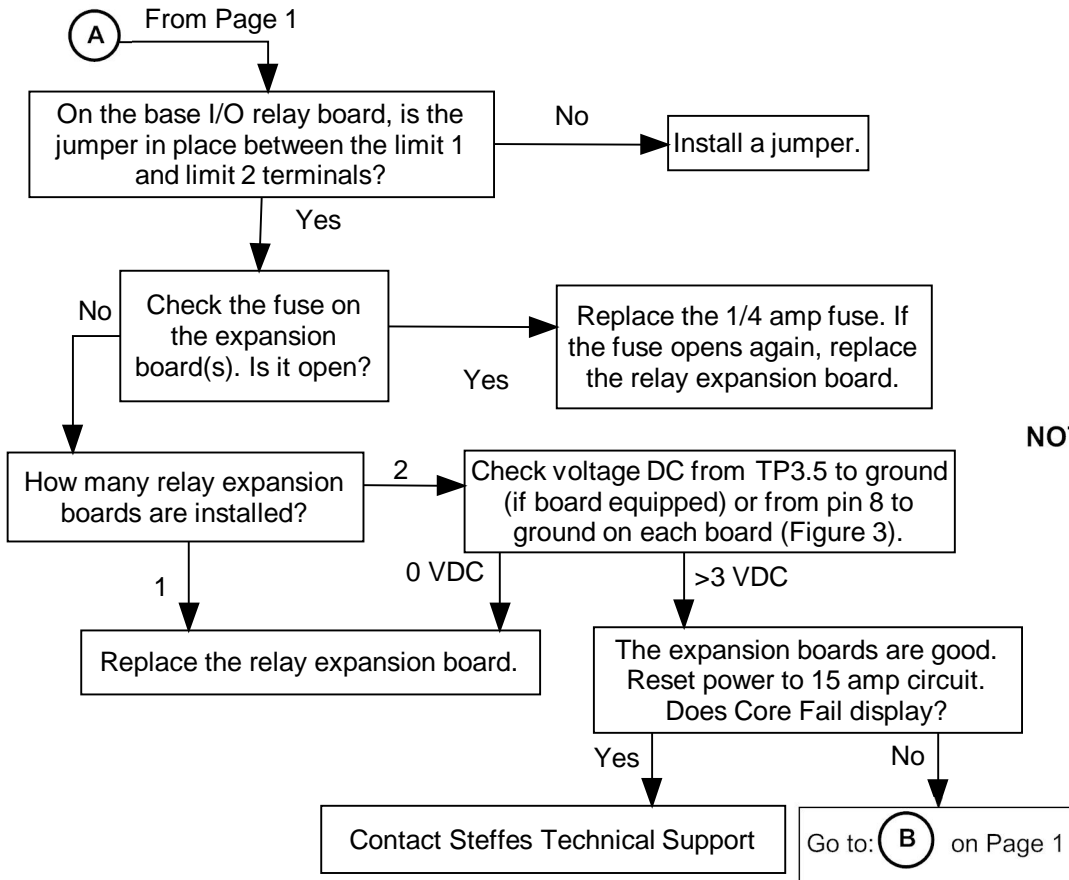 A
From Page 1
On the base I/O relay board, is the
jumper in place between the limit 1
and limit 2 terminals?
No
Install a jumper.
Yes
No
Check the fuse on
the expansion
board(s). Is it open?
Yes
Replace the 1/4 amp fuse. If
the fuse opens again, replace
the relay expansion board.
NOT
How many relay expansion
boards are installed?
2
Check voltage DC from TP3.5 to ground
(if board equipped) or from pin 8 to
ground on each board (Figure 3).
1
0 VDC
>3 VDC
Replace the relay expansion board.
The expansion boards are good.
Reset power to 15 amp circuit.
Does Core Fail display?
Yes
No
Contact Steffes Technical Support
Go to: B on Page 1